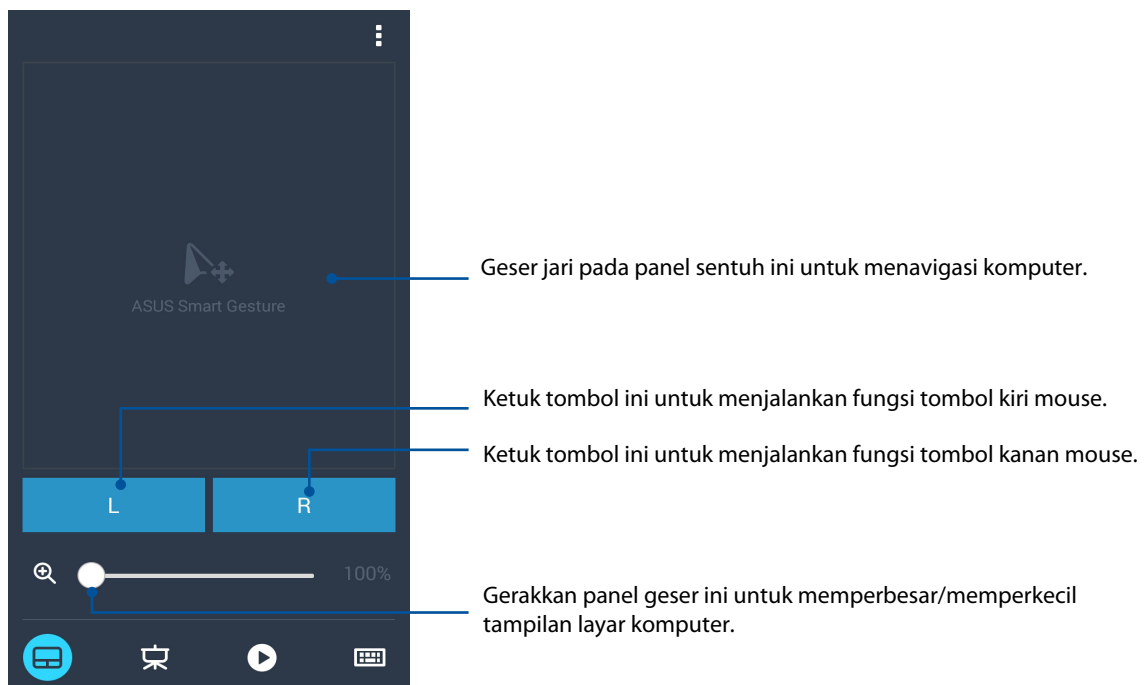 Geser jari pada panel sentuh ini untuk menavigasi komputer.
ASUS Smart Gesture
Ketuk tombol ini untuk menjalankan fungsi tombol kiri mouse.
Ketuk tombol ini untuk menjalankan fungsi tombol kanan mouse.
L R
100%
Gerakkan panel geser ini untuk memperbesar/memperkecil
tampilan layar komputer.